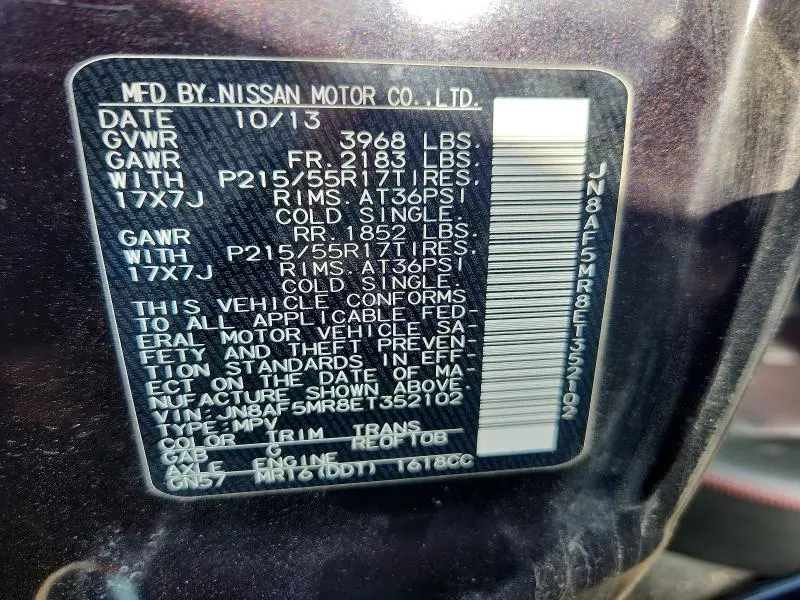 MFD BY.NISSAN MOTOR CO.,LTD.
DATE 10/13
GVWR 3968 LBS.
GAWR FR.2183 LBS.
WITH P215/55R17TIRES.
17X7J RIMS.AT36PSI
COLD SINGLE.
GAWR RR.1852 LBS.
WITH P215/55R17TIRES.
17X7J RIMS.AT36PSI
COLD SINGLE.
THIS VEHICLE CONFORMS
TO ALL APPLICABLE FED-
ERAL MOTOR VEHICLE SA-
FETY AND THEFT PREVEN-
TION STANDARDS IN EFF-
ECT ON THE DATE OF MA-
NUFACTURE SHOWN ABOVE.
VIN:JN8AF5MR8ET352102
TYPE:MPV
COLOR TRIM TRANS
GAB G RE0F10B
AXLE ENGINE
GN57 MR16(DDT) 1618CC
JN8AF5MR8ET352102